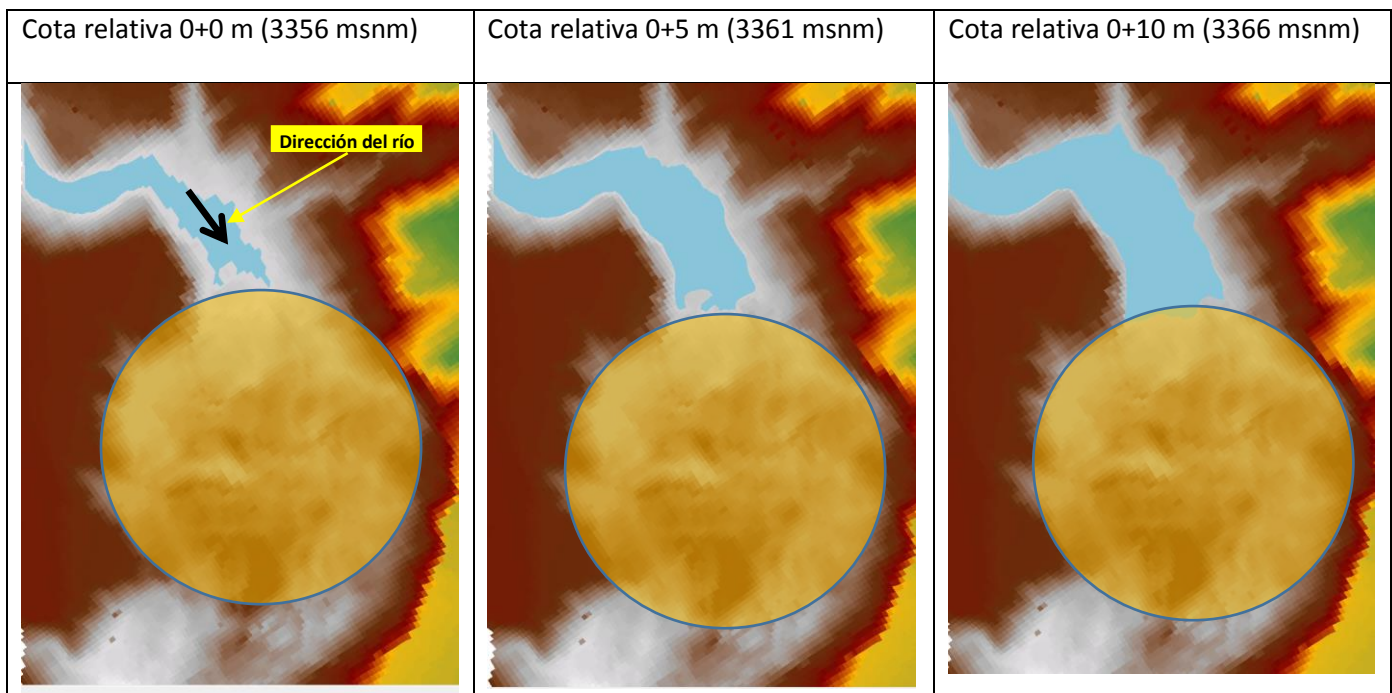 Cota relativa 0+0 m (3356 msnm)
Cota relativa 0+5 m (3361 msnm)
Cota relativa 0+10 m (3366 msnm)
Dirección del río